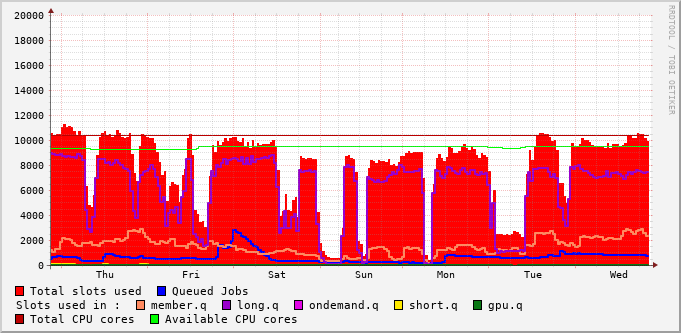 20000
18000
16000
14000
12000
10000
8000
6000
4000
2000
0
Thu Fri Sat Sun Mon Tue Wed
Total slots used Queued Jobs
Slots used in : member.q long.q ondemand.q short.q gpu.q
Total CPU cores Available CPU cores
RRDTOOL / TOBI OETIKER